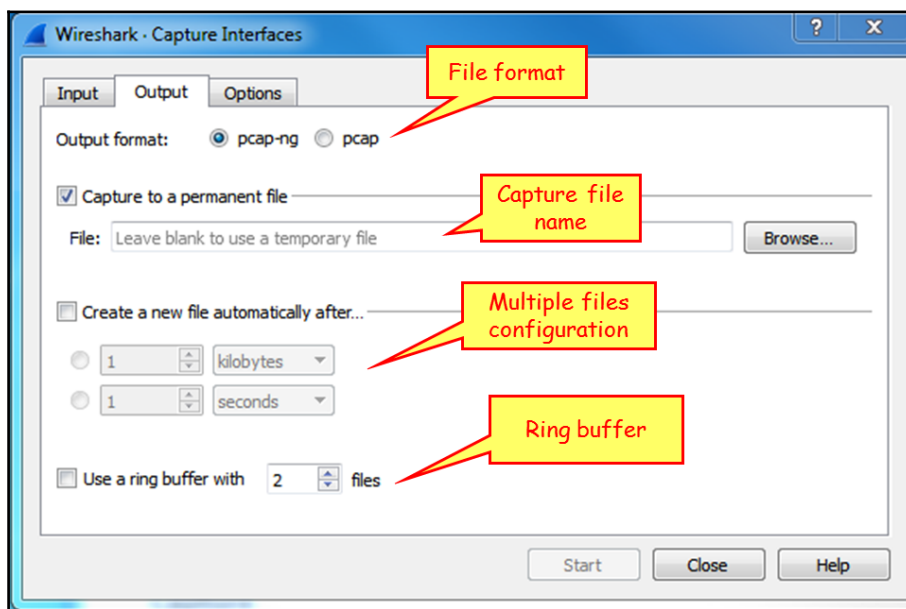 Wireshark · Capture Interfaces
? X
File format
Input Output Options
Output format: pcap-ng pcap
Capture to a permanent file
Capture file
name
File: Leave blank to use a temporary file Browse...
Create a new file automatically after...
Multiple files
configuration
1 kilobytes
1 seconds
Ring buffer
Use a ring buffer with 2 files
Start Close Help